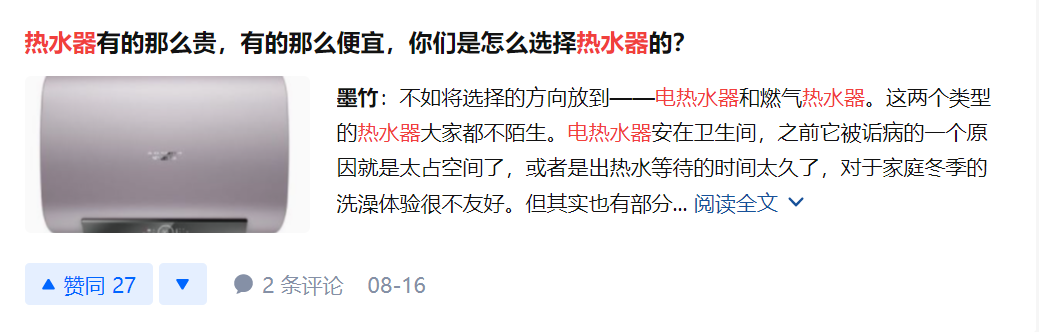 热水器有的那么贵，有的那么便宜，你们是怎么选择热水器的？
墨竹：不如将选择的方向放到——电热水器和燃气热水器。这两个类型
的热水器大家都不陌生。电热水器安在卫生间，之前它被诟病的一个原
因就是太占空间了，或者是出热水等待的时间太久了，对于家庭冬季的
洗澡体验很不友好。但其实也有部分... 阅读全文
赞同 27
2 条评论
08-16